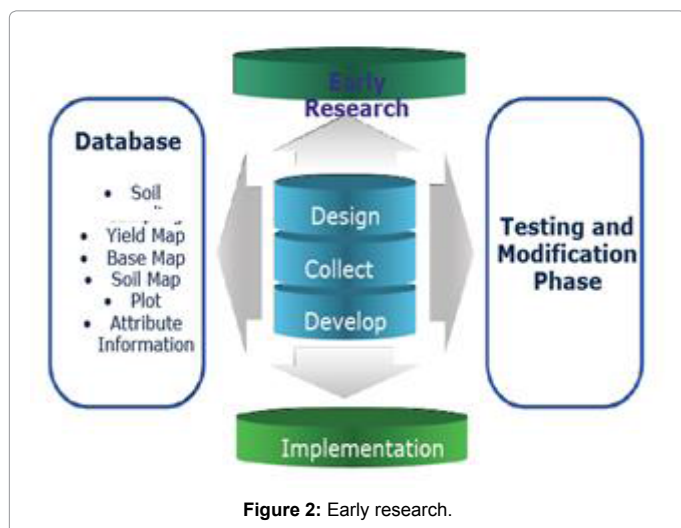 Early
Research
Database
• Soil
• Yield Map
• Base Map
• Soil Map
• Plot
• Attribute
Information
Design
Collect
Develop
Testing and
Modification
Phase
Implementation
Figure 2: Early research.